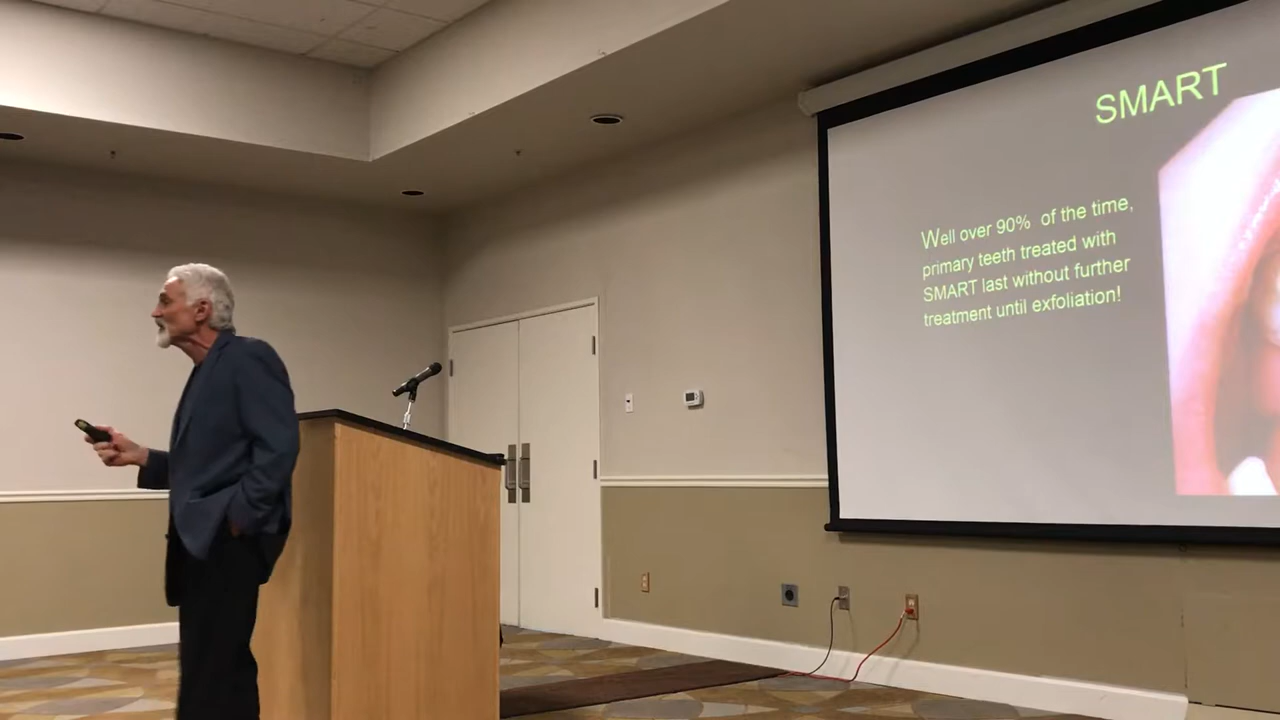 SMART
Well over 90% of the time,
primary teeth treated with
SMART last without further
treatment until exfoliation!